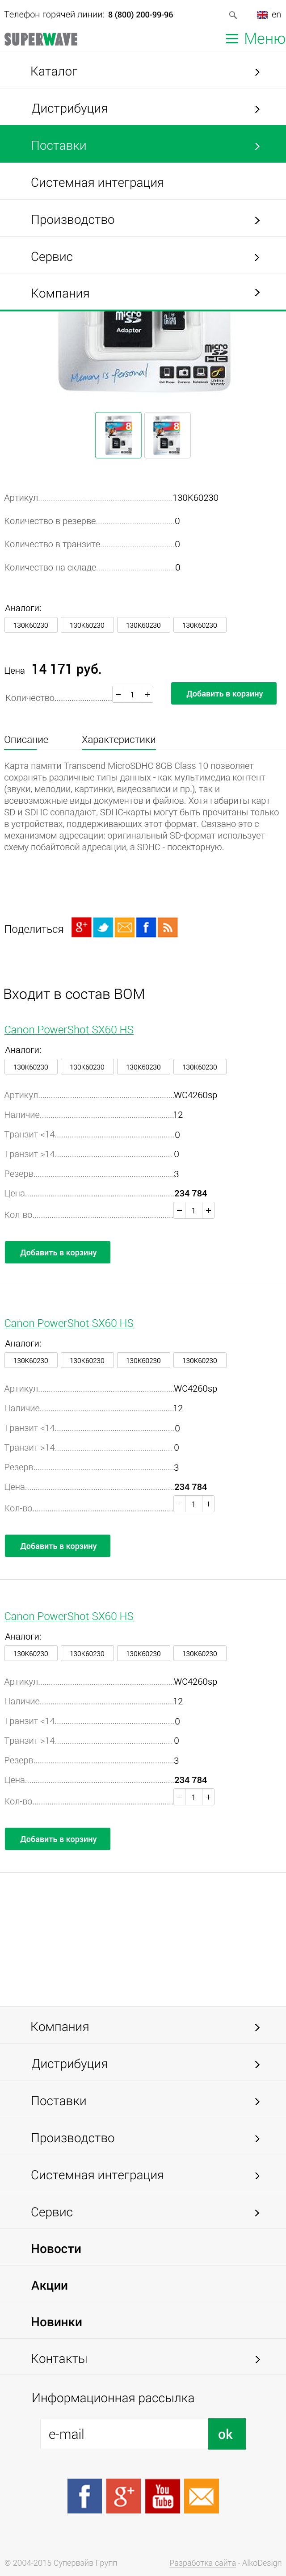 Телефон горячей линии: 8 (800) 200-99-96
en
SUPERWAVE
Меню
Каталог
Дистрибуция
Поставки
Системная интеграция
Производство
Сервис
Компания
micro SD
Adapter
micro SD HC
Memory is personal
8
8
Артикул 130K60230
Количество в резерве 0
Количество в транзите 0
Количество на складе 0
Аналоги:
130K60230 130K60230 130K60230 130K60230
Цена 14 171 руб.
Количество - 1 +
Добавить в корзину
Описание Характеристики
Карта памяти Transcend MicroSDHC 8GB Class 10 позволяет
сохранять различные типы данных - как мультимедиа контент
(звуки, мелодии, картинки, видеозаписи и пр.), так и
всевозможные виды документов и файлов. Хотя габариты карт
SD и SDHC совпадают, SDHC-карты могут быть прочитаны только
в устройствах, поддерживающих этот формат. Связано это с
механизмом адресации: оригинальный SD-формат использует
схему побайтовой адресации, а SDHC - посекторную.
Поделиться
g+ f
Входит в состав BOM
Canon PowerShot SX60 HS
Аналоги:
130K60230 130K60230 130K60230 130K60230
Артикул WC4260sp
Наличие 12
Транзит <14 0
Транзит >14 0
Резерв 3
Цена 234 784
Кол-во - 1 +
Добавить в корзину
Canon PowerShot SX60 HS
Аналоги:
130K60230 130K60230 130K60230 130K60230
Артикул WC4260sp
Наличие 12
Транзит <14 0
Транзит >14 0
Резерв 3
Цена 234 784
Кол-во - 1 +
Добавить в корзину
Canon PowerShot SX60 HS
Аналоги:
130K60230 130K60230 130K60230 130K60230
Артикул WC4260sp
Наличие 12
Транзит <14 0
Транзит >14 0
Резерв 3
Цена 234 784
Кол-во - 1 +
Добавить в корзину
Компания
Дистрибуция
Поставки
Производство
Системная интеграция
Сервис
Новости
Акции
Новинки
Контакты
Информационная рассылка
e-mail ok
f g+ You Tube
© 2004-2015 Супервэйв Групп
Разработка сайта - AlkoDesign